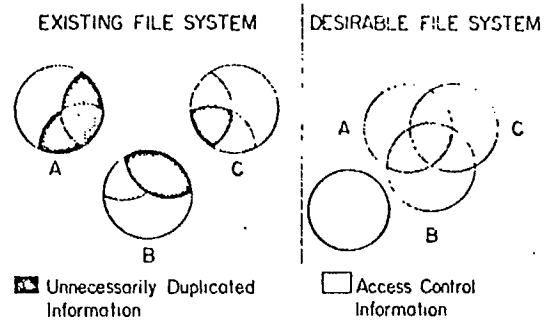 EXISTING FILE SYSTEM
A
C
B
Unnecessarily Duplicated
Information
DESIRABLE FILE SYSTEM
A
C
B
Access Control
Information